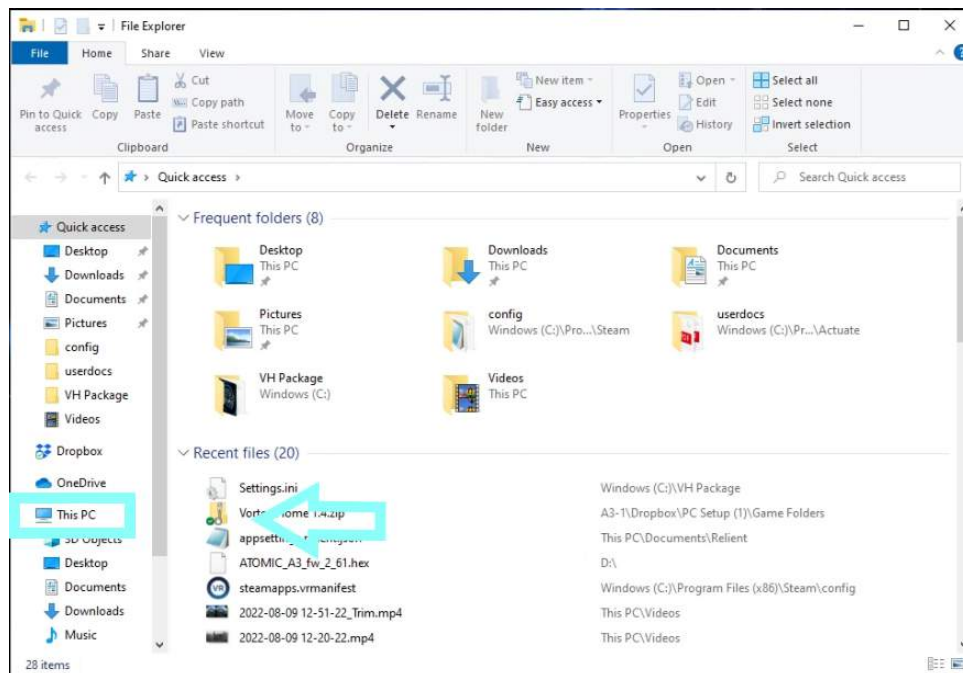 File Explorer
File Home Share View
Pin to Quick access
Copy
Paste
Cut
Copy path
Paste shortcut
Clipboard
Move to
Copy to
Delete
Rename
Organize
New folder
New item
Easy access
New
Properties
Open
Edit
History
Open
Select all
Select none
Invert selection
Select
Quick access
Search Quick access
Quick access
Desktop
Downloads
Documents
Pictures
config
userdocs
VH Package
Videos
Dropbox
OneDrive
This PC
3D Objects
Desktop
Documents
Downloads
Music
Frequent folders (8)
Desktop
This PC
Downloads
This PC
Documents
This PC
Pictures
This PC
config
Windows (C:)\Pro...\Steam
userdocs
Windows (C:)\Pr...\Actuate
VH Package
Windows (C:)
Videos
This PC
Recent files (20)
Settings.ini Windows (C:)\VH Package
1.4.zip A3-1\Dropbox\PC Setup (1)\Game Folders
This PC\Documents\Relient
ATOMIC_A3_fw_2_61.hex D:\
steamapps.vrmanifest Windows (C:)\Program Files (x86)\Steam\config
2022-08-09 12-51-22_Trim.mp4 This PC\Videos
2022-08-09 12-20-22.mp4 This PC\Videos
28 items